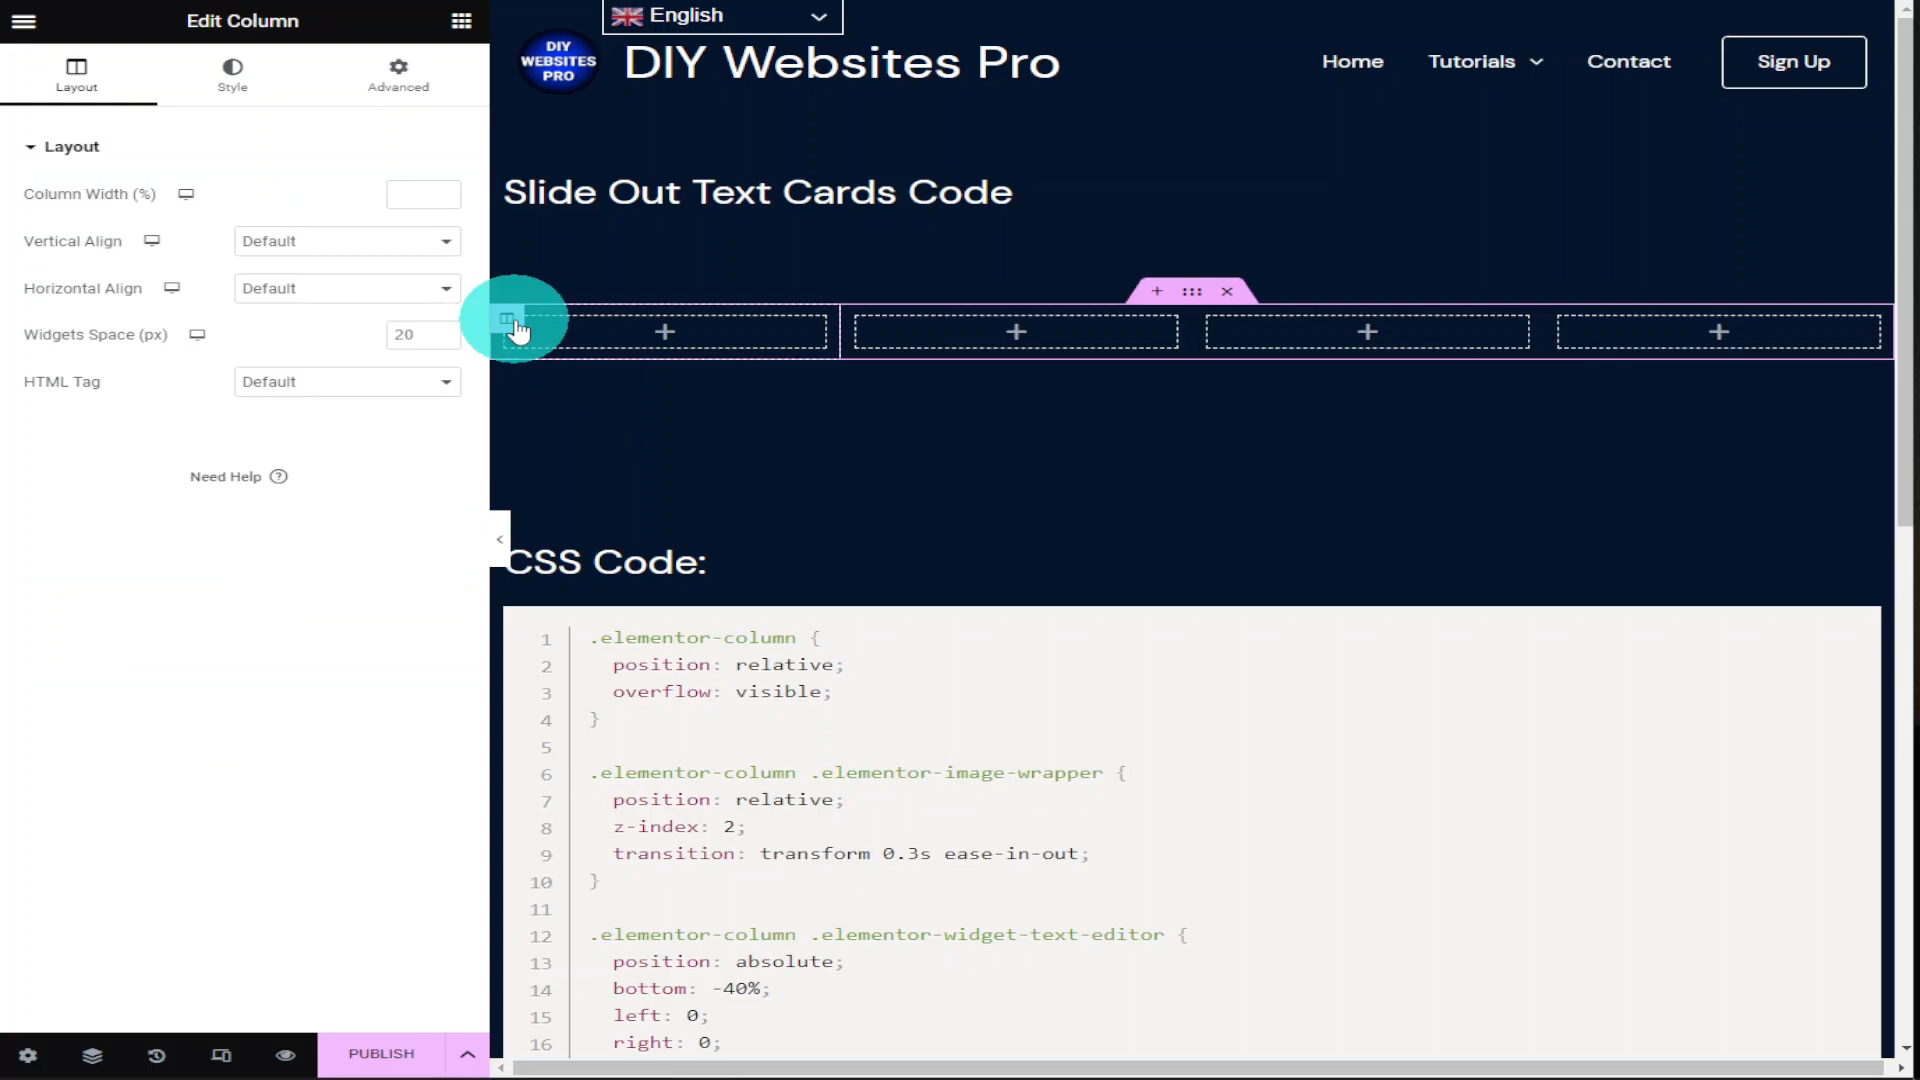 Edit Column
Layout
Style
Advanced
Layout
Column Width (%)
Vertical Align
Default
Horizontal Align
Default
Widgets Space (px)
20
HTML Tag
Default
Need Help
PUBLISH
English
DIY
WEBSITES
PRO
DIY Websites Pro
Home
Tutorials
Contact
Sign Up
Slide Out Text Cards Code
CSS Code:
1 .elementor-column {
2 position: relative;
3 overflow: visible;
4 }
5
6 .elementor-column .elementor-image-wrapper {
7 position: relative;
8 z-index: 2;
9 transition: transform 0.3s ease-in-out;
10 }
11
12 .elementor-column .elementor-widget-text-editor {
13 position: absolute;
14 bottom: -40%;
15 left: 0;
16 right: 0;